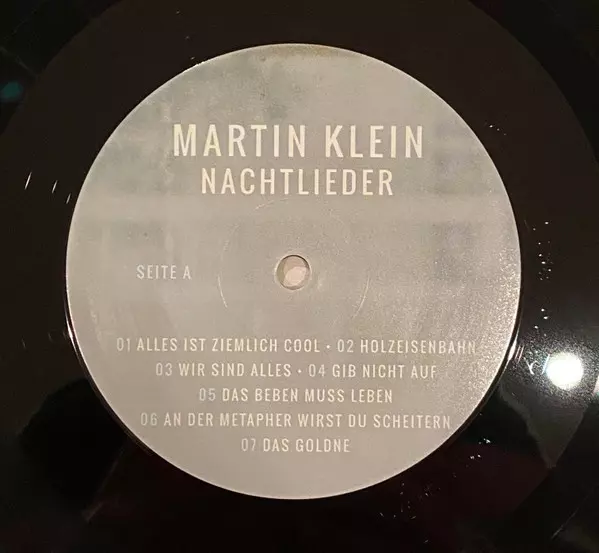 MARTIN KLEIN
NACHTLIEDER
SEITE A
01 ALLES IST ZIEMLICH COOL • 02 HOLZEISENBAHN
03 WIR SIND ALLES • 04 GIB NICHT AUF
05 DAS BEBEN MUSS LEBEN
06 AN DER METAPHER WIRST DU SCHEITERN
07 DAS GOLDNE